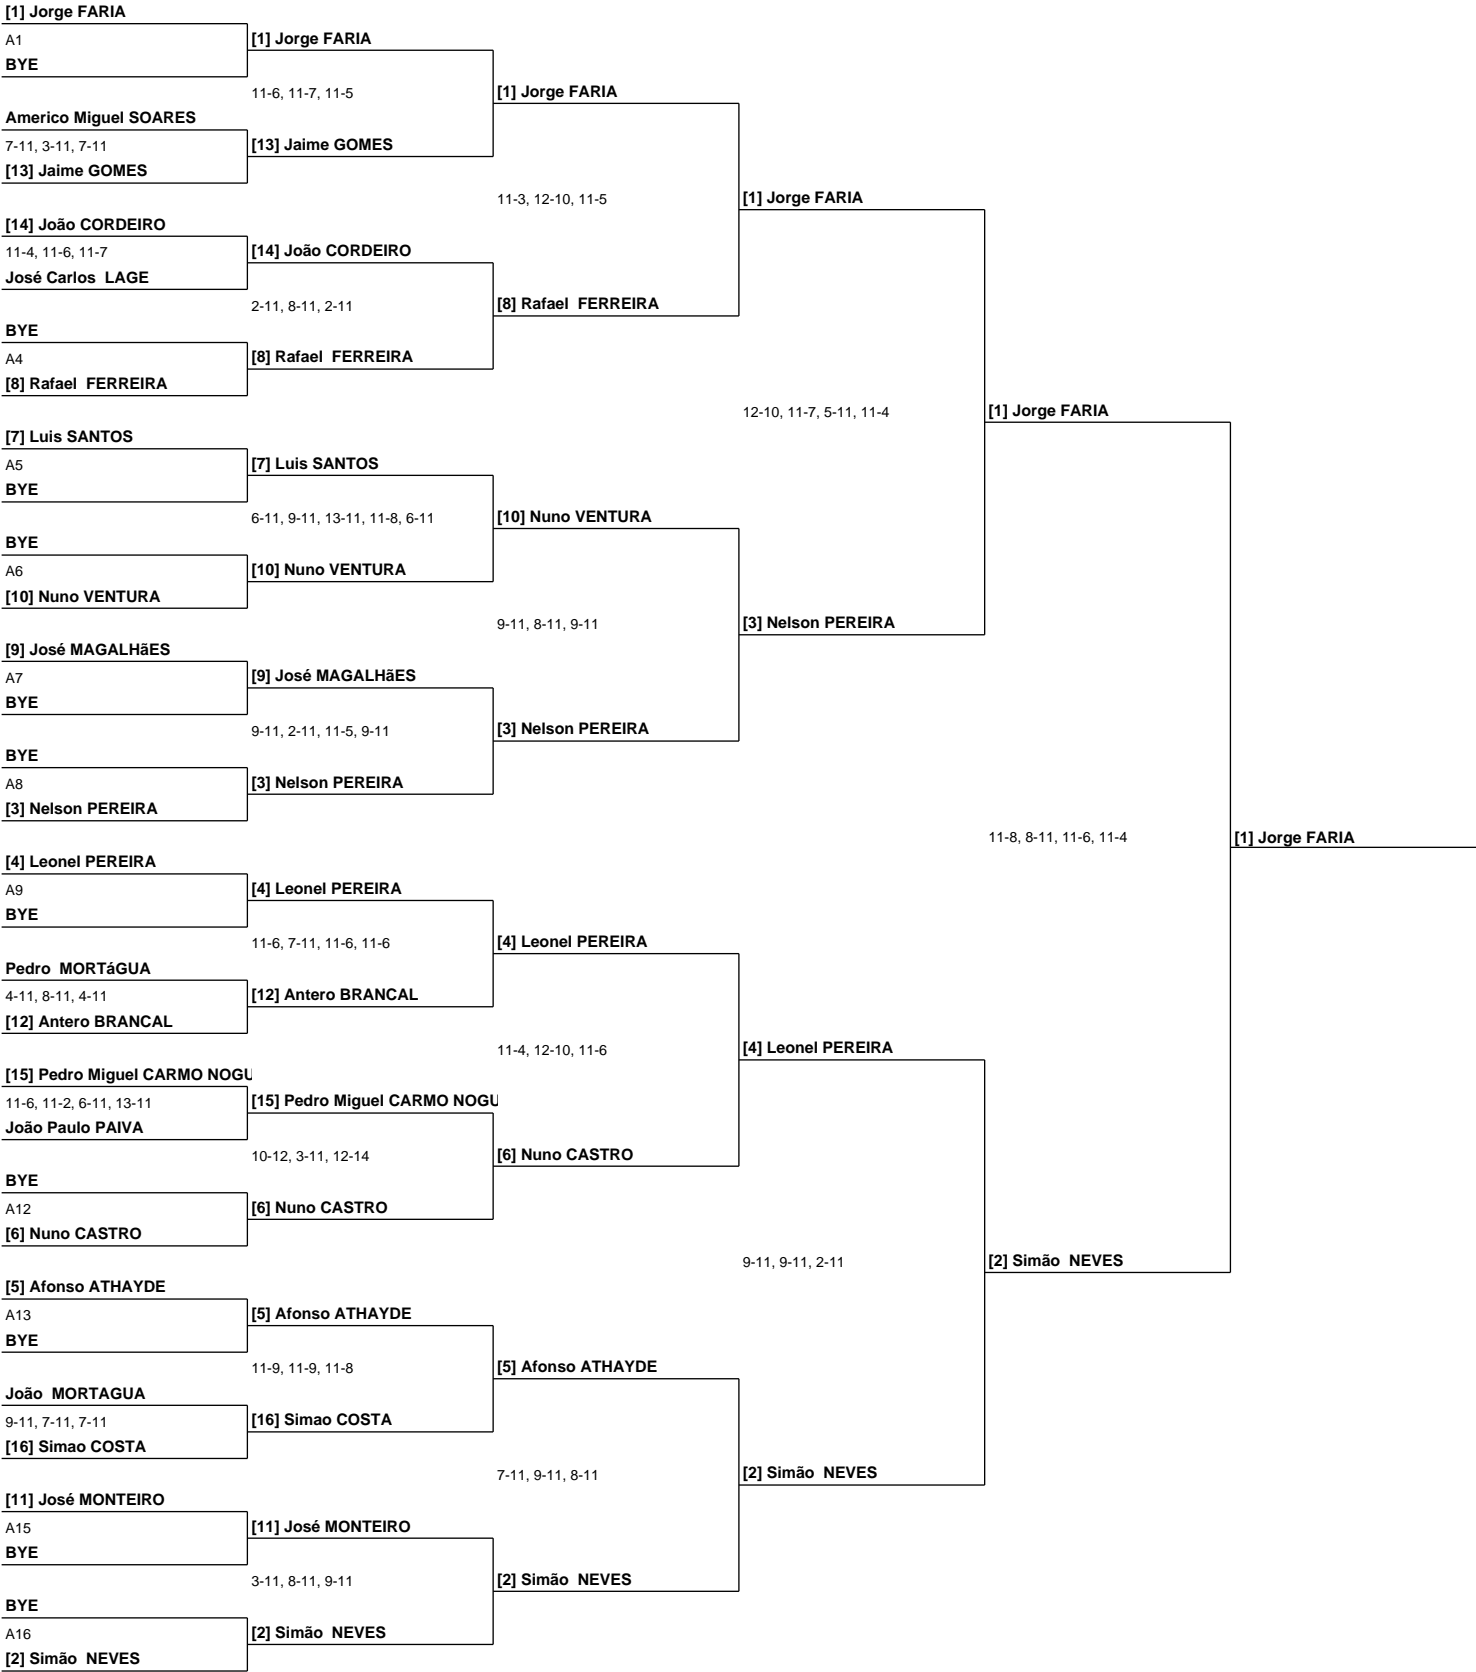 [1] Jorge FARIA
A1
BYE
Americo Miguel SOARES
7-11, 3-11, 7-11
[13] Jaime GOMES
[14] João CORDEIRO
11-4, 11-6, 11-7
José Carlos  LAGE
BYE
A4
[8] Rafael  FERREIRA
[7] Luis SANTOS
A5
BYE
BYE
A6
[10] Nuno VENTURA
[9] José MAGALHãES
A7
BYE
BYE
A8
[3] Nelson PEREIRA
[4] Leonel PEREIRA
A9
BYE
Pedro  MORTáGUA
4-11, 8-11, 4-11
[12] Antero BRANCAL
[15] Pedro Miguel CARMO NOGU
11-6, 11-2, 6-11, 13-11
João Paulo PAIVA
BYE
A12
[6] Nuno CASTRO
[5] Afonso ATHAYDE
A13
BYE
João  MORTAGUA
9-11, 7-11, 7-11
[16] Simao COSTA
[11] José MONTEIRO
A15
BYE
BYE
A16
[2] Simão  NEVES
[1] Jorge FARIA
11-6, 11-7, 11-5
[13] Jaime GOMES
[14] João CORDEIRO
2-11, 8-11, 2-11
[8] Rafael  FERREIRA
[7] Luis SANTOS
6-11, 9-11, 13-11, 11-8, 6-11
[10] Nuno VENTURA
[9] José MAGALHãES
9-11, 2-11, 11-5, 9-11
[3] Nelson PEREIRA
[4] Leonel PEREIRA
11-6, 7-11, 11-6, 11-6
[12] Antero BRANCAL
[15] Pedro Miguel CARMO NOGU
10-12, 3-11, 12-14
[6] Nuno CASTRO
[5] Afonso ATHAYDE
11-9, 11-9, 11-8
[16] Simao COSTA
[11] José MONTEIRO
3-11, 8-11, 9-11
[2] Simão  NEVES
[1] Jorge FARIA
11-3, 12-10, 11-5
[8] Rafael  FERREIRA
[10] Nuno VENTURA
9-11, 8-11, 9-11
[3] Nelson PEREIRA
[4] Leonel PEREIRA
11-4, 12-10, 11-6
[6] Nuno CASTRO
[5] Afonso ATHAYDE
7-11, 9-11, 8-11
[2] Simão  NEVES
[1] Jorge FARIA
12-10, 11-7, 5-11, 11-4
[3] Nelson PEREIRA
[4] Leonel PEREIRA
9-11, 9-11, 2-11
[2] Simão  NEVES
[1] Jorge FARIA
11-8, 8-11, 11-6, 11-4
[2] Simão  NEVES
[1] Jorge FARIA